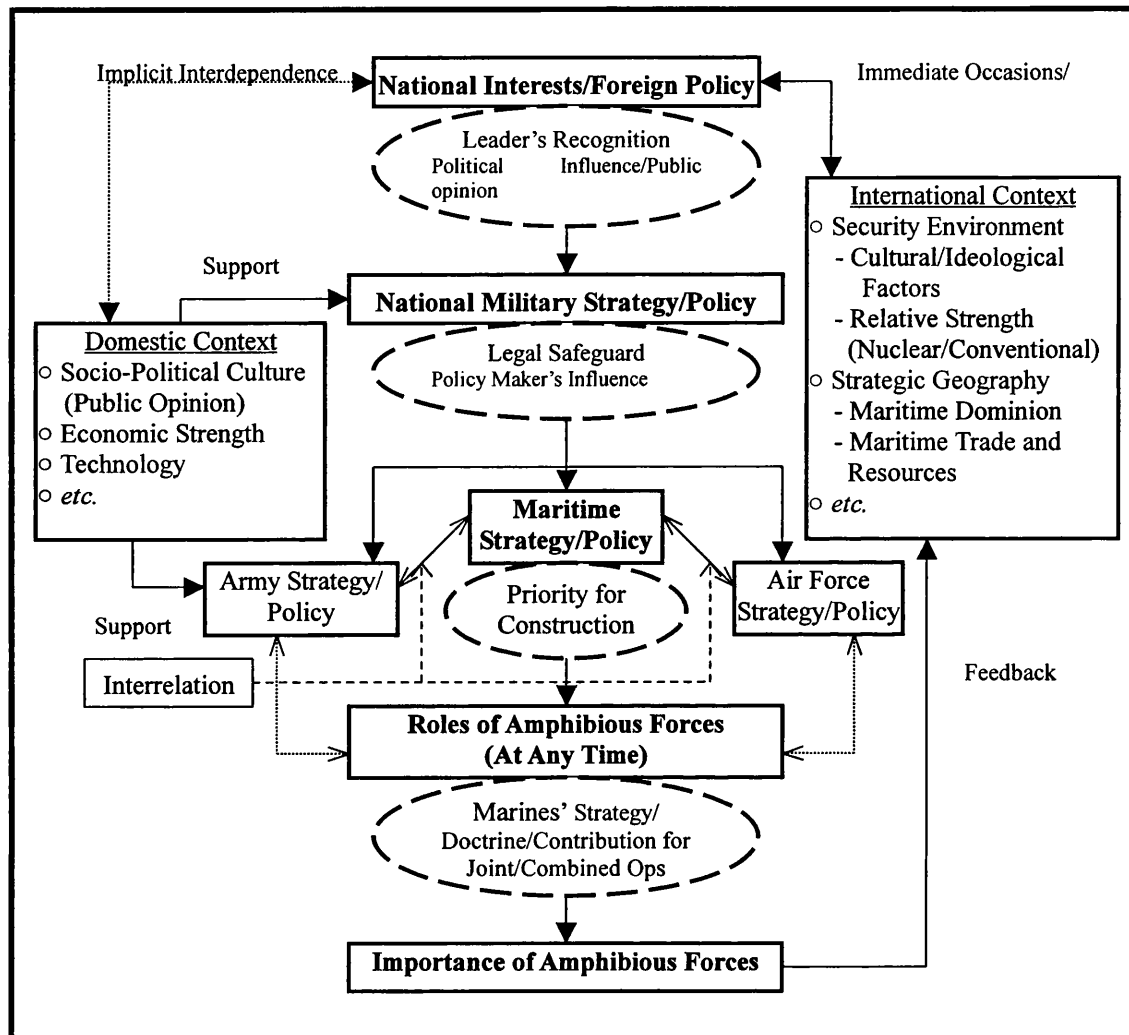 Implicit Interdependence
National Interests/Foreign Policy
Immediate Occasions/
Leader's Recognition
Political Influence/Public
opinion
International Context
○ Security Environment
- Cultural/Ideological
Factors
- Relative Strength
(Nuclear/Conventional)
○ Strategic Geography
- Maritime Dominion
- Maritime Trade and
Resources
○ etc.
Support
National Military Strategy/Policy
Domestic Context
○ Socio-Political Culture
(Public Opinion)
○ Economic Strength
○ Technology
○ etc.
Legal Safeguard
Policy Maker's Influence
Maritime
Strategy/Policy
Army Strategy/
Policy
Air Force
Strategy/Policy
Priority for
Construction
Support
Interrelation
Feedback
Roles of Amphibious Forces
(At Any Time)
Marines' Strategy/
Doctrine/Contribution for
Joint/Combined Ops
Importance of Amphibious Forces